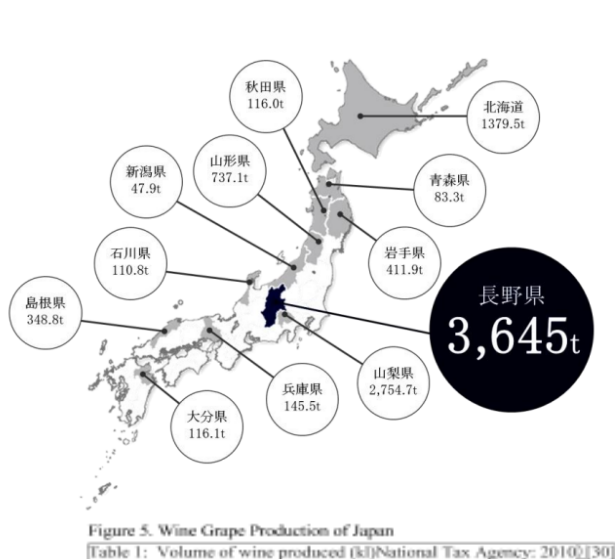 秋田県
116.0t
北海道
1379.5t
山形県
737.1t
新潟県
47.9t
青森県
83.3t
石川県
110.8t
岩手県
411.9t
長野県
3,645t
島根県
348.8t
山梨県
2,754.7t
兵庫県
145.5t
大分県
116.1t
Figure 5. Wine Grape Production of Japan
Table 1: Volume of wine produced (kl)National Tax Agency: 2010)[30]